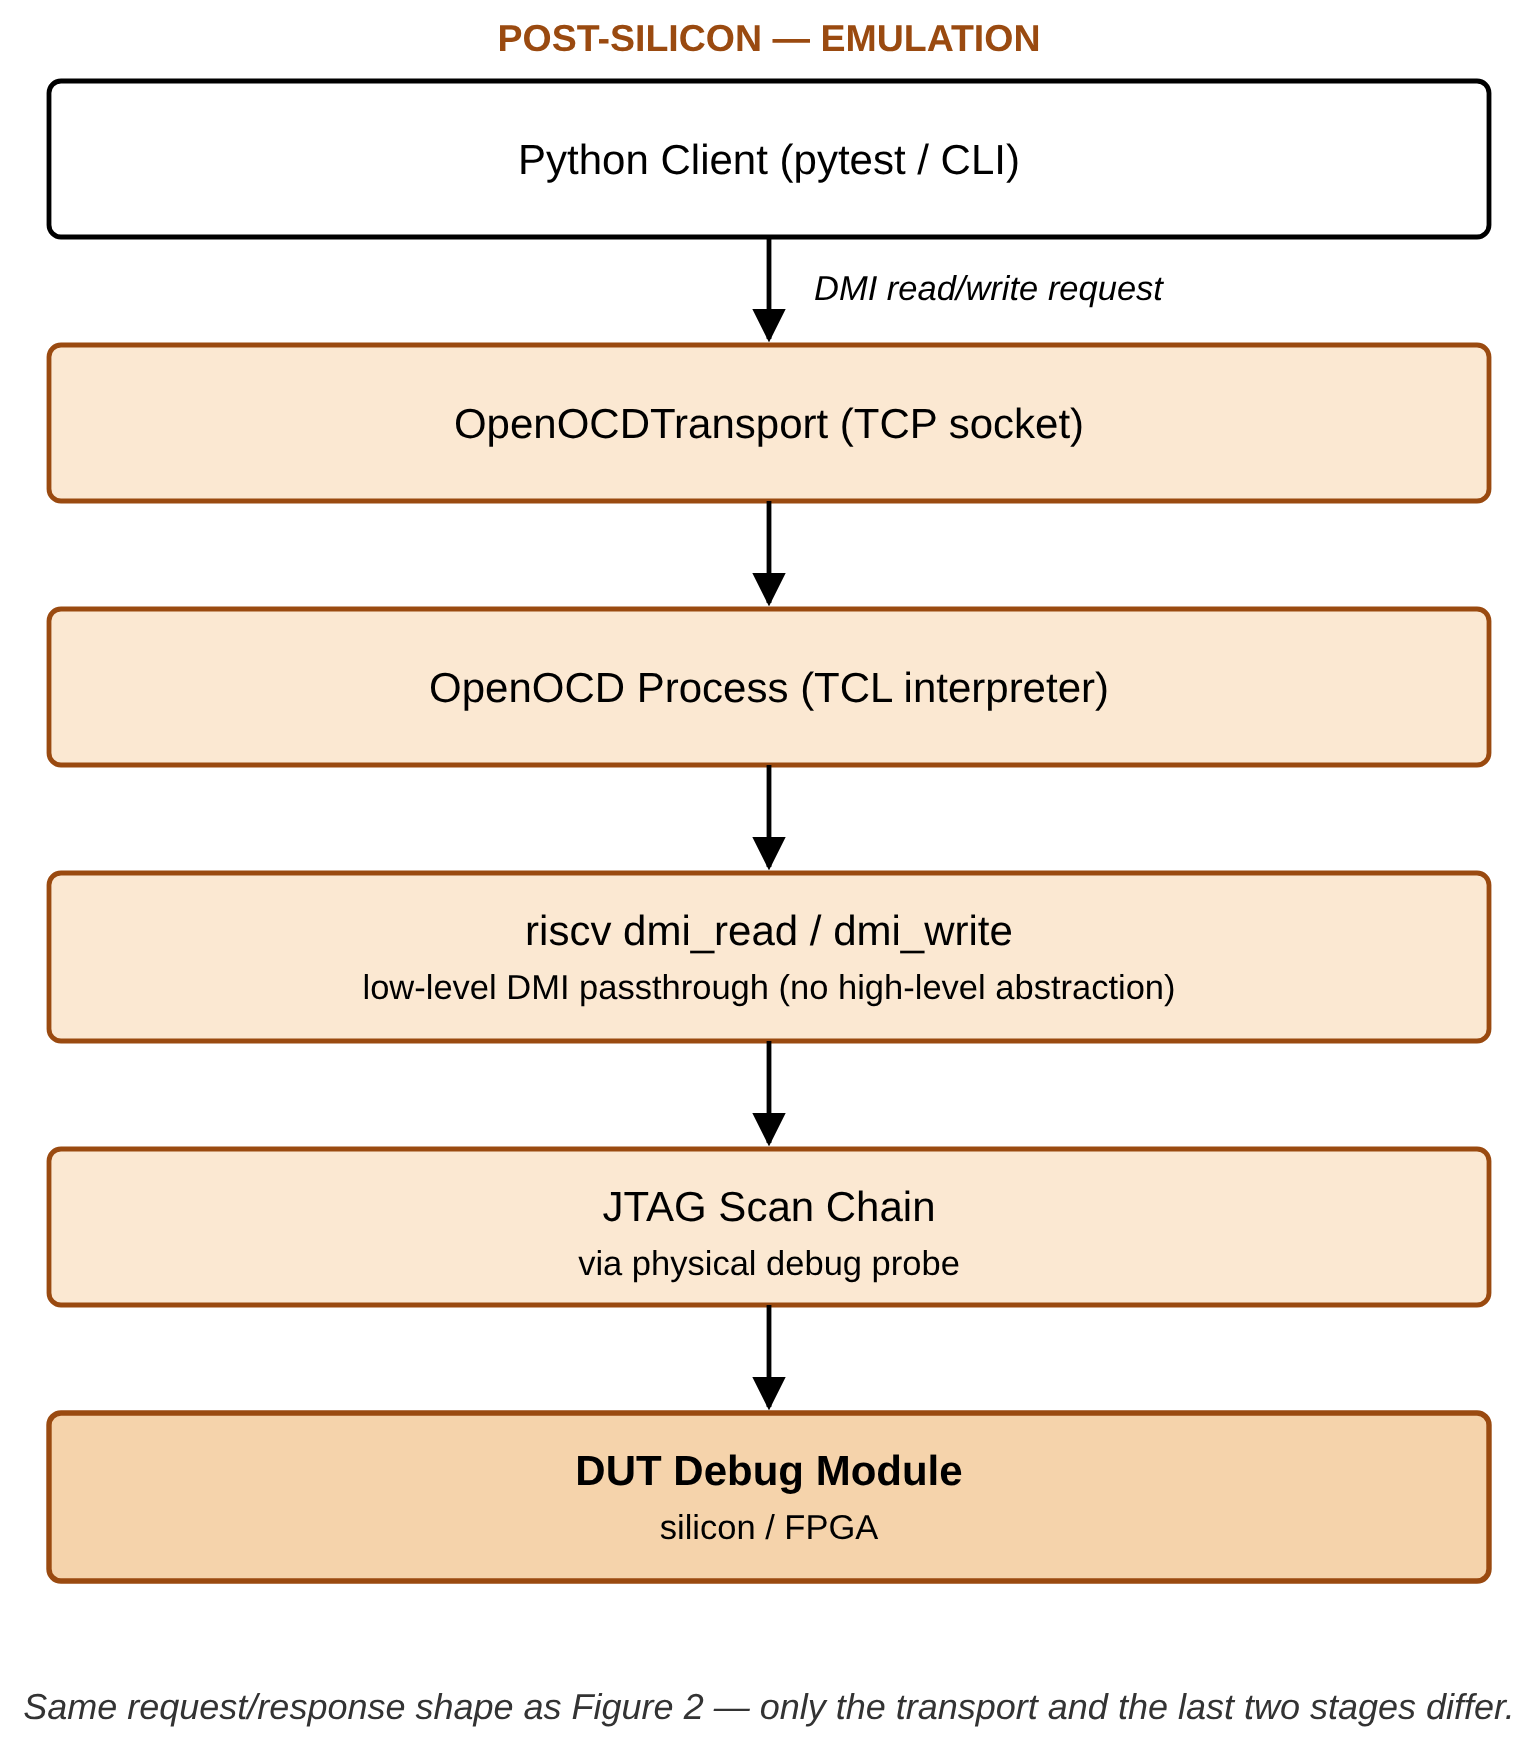 POST-SILICON — EMULATION
Python Client (pytest / CLI)
DMI read/write request
OpenOCDTransport (TCP socket)
OpenOCD Process (TCL interpreter)
riscv dmi_read / dmi_write
low-level DMI passthrough (no high-level abstraction)
JTAG Scan Chain
via physical debug probe
DUT Debug Module
silicon / FPGA
Same request/response shape as Figure 2 — only the transport and the last two stages differ.